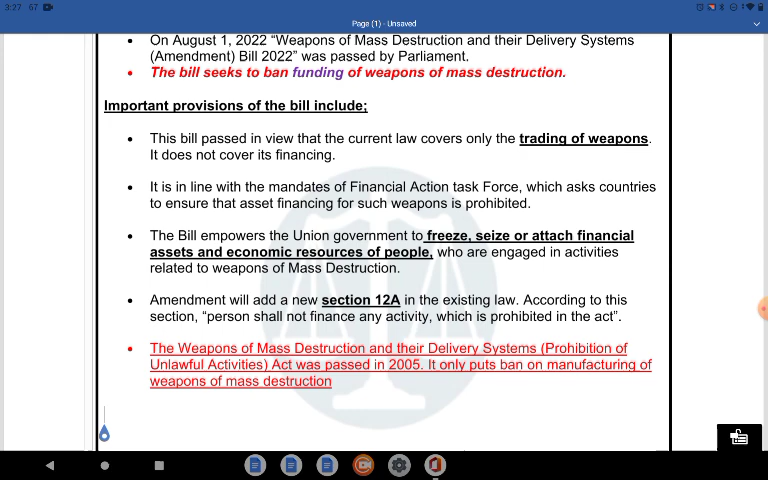 3:27 67
Page (1) - Unsaved
• On August 1, 2022 “Weapons of Mass Destruction and their Delivery Systems
(Amendment) Bill 2022” was passed by Parliament.
• The bill seeks to ban funding of weapons of mass destruction.
Important provisions of the bill include;
• This bill passed in view that the current law covers only the trading of weapons.
It does not cover its financing.
• It is in line with the mandates of Financial Action task Force, which asks countries
to ensure that asset financing for such weapons is prohibited.
• The Bill empowers the Union government to freeze, seize or attach financial
assets and economic resources of people, who are engaged in activities
related to weapons of Mass Destruction.
• Amendment will add a new section 12A in the existing law. According to this
section, “person shall not finance any activity, which is prohibited in the act”.
• The Weapons of Mass Destruction and their Delivery Systems (Prohibition of
Unlawful Activities) Act was passed in 2005. It only puts ban on manufacturing of
weapons of mass destruction